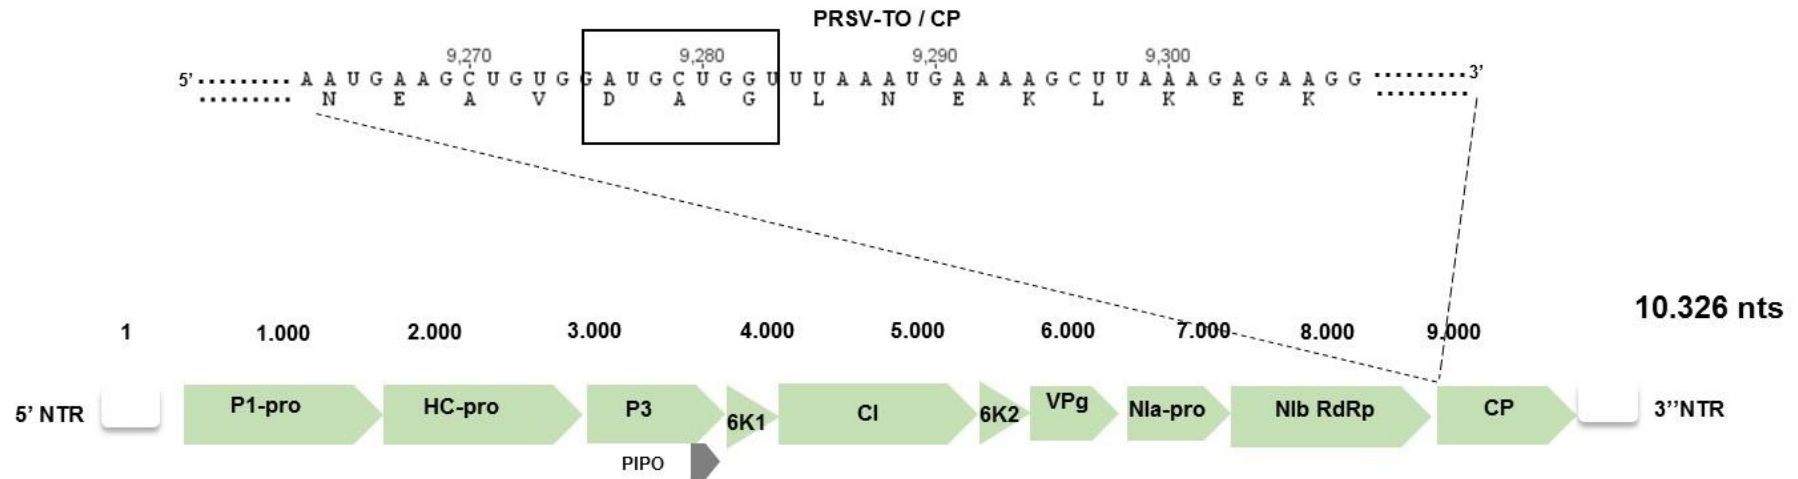 PRSV-TO / CP
9,270 9,280 9,290 9,300
5' ......... A A U G A A G C U G U G G A U G C U G G U U U A A A U G A A A A G C U U A A A G A G A A G G ......... 3'
......... N E A V D A G L N E K L K E K .........
10.326 nts
1 1.000 2.000 3.000 4.000 5.000 6.000 7.000 8.000 9.000
5' NTR P1-pro HC-pro P3 6K1 CI 6K2 VPg NIa-pro NIb RdRp CP 3''NTR
PIPO